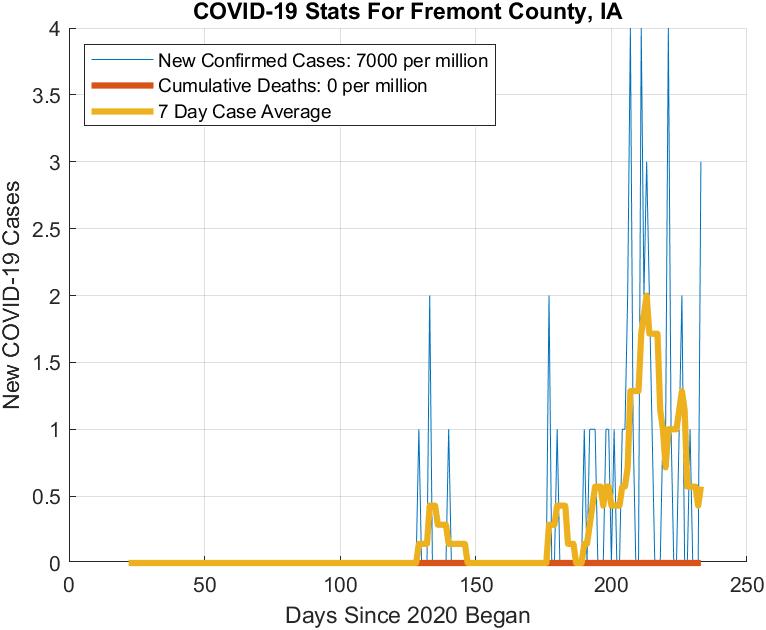 COVID-19 Stats For Fremont County, IA
New Confirmed Cases: 7000 per million
Cumulative Deaths: 0 per million
7 Day Case Average
New COVID-19 Cases
4
3.5
3
2.5
2
1.5
1
0.5
0
0 50 100 150 200 250
Days Since 2020 Began